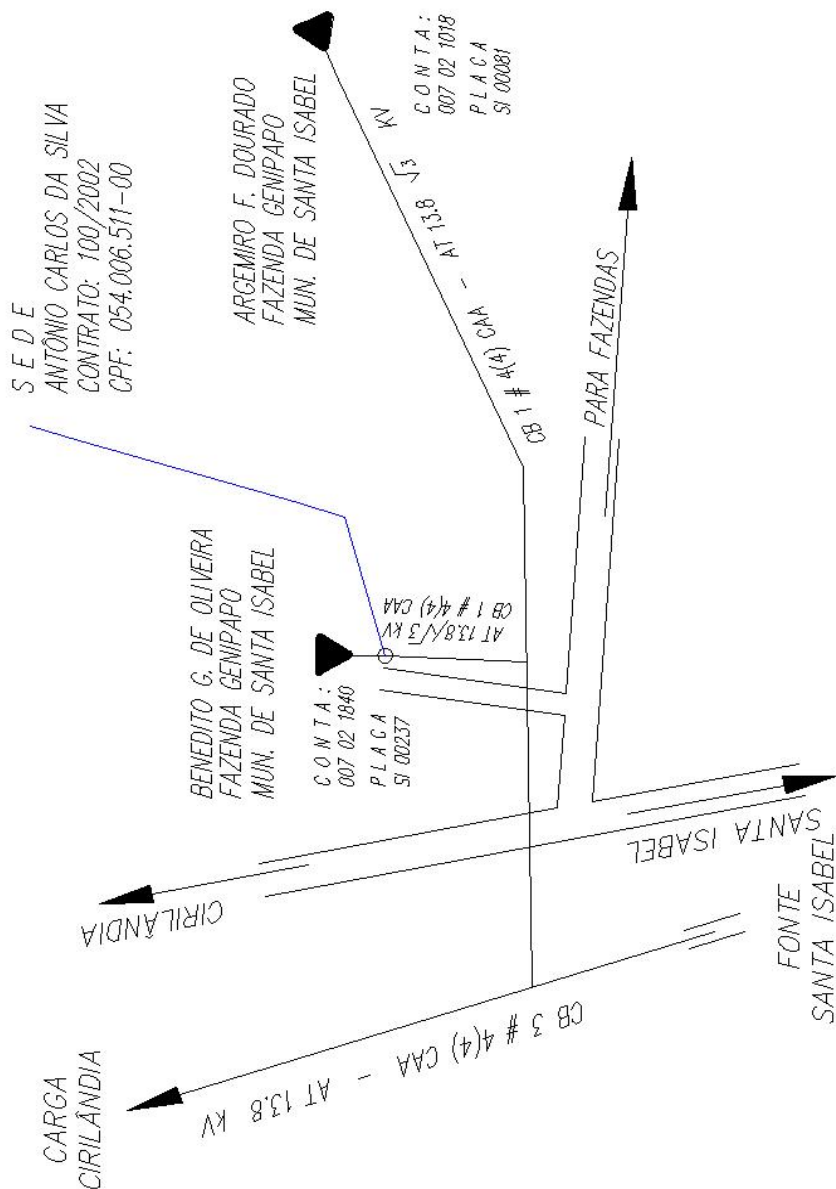 S E D E
ANTÔNIO CARLOS DA SILVA
CONTRATO: 100/2002
CPF: 054.006.511-00
ARGEMIRO F. DOURADO
FAZENDA GENIPAPO
MUN. DE SANTA ISABEL
C O N T A :
007 02 1018
P L A C A
SI 00081
CB 1 # 4(4) CAA - AT 13.8 √3 KV
BENEDITO G. DE OLIVEIRA
FAZENDA GENIPAPO
MUN. DE SANTA ISABEL
C O N T A :
007 02 1840
P L A C A
SI 00237
AT 13.8/√3 kV
CB 1 # 4(4) CAA
PARA FAZENDAS
CIRILÂNDIA
SANTA ISABEL
CARGA
CIRILÂNDIA
CB 3 # 4(4) CAA - AT 13.8 kV
FONTE
SANTA ISABEL